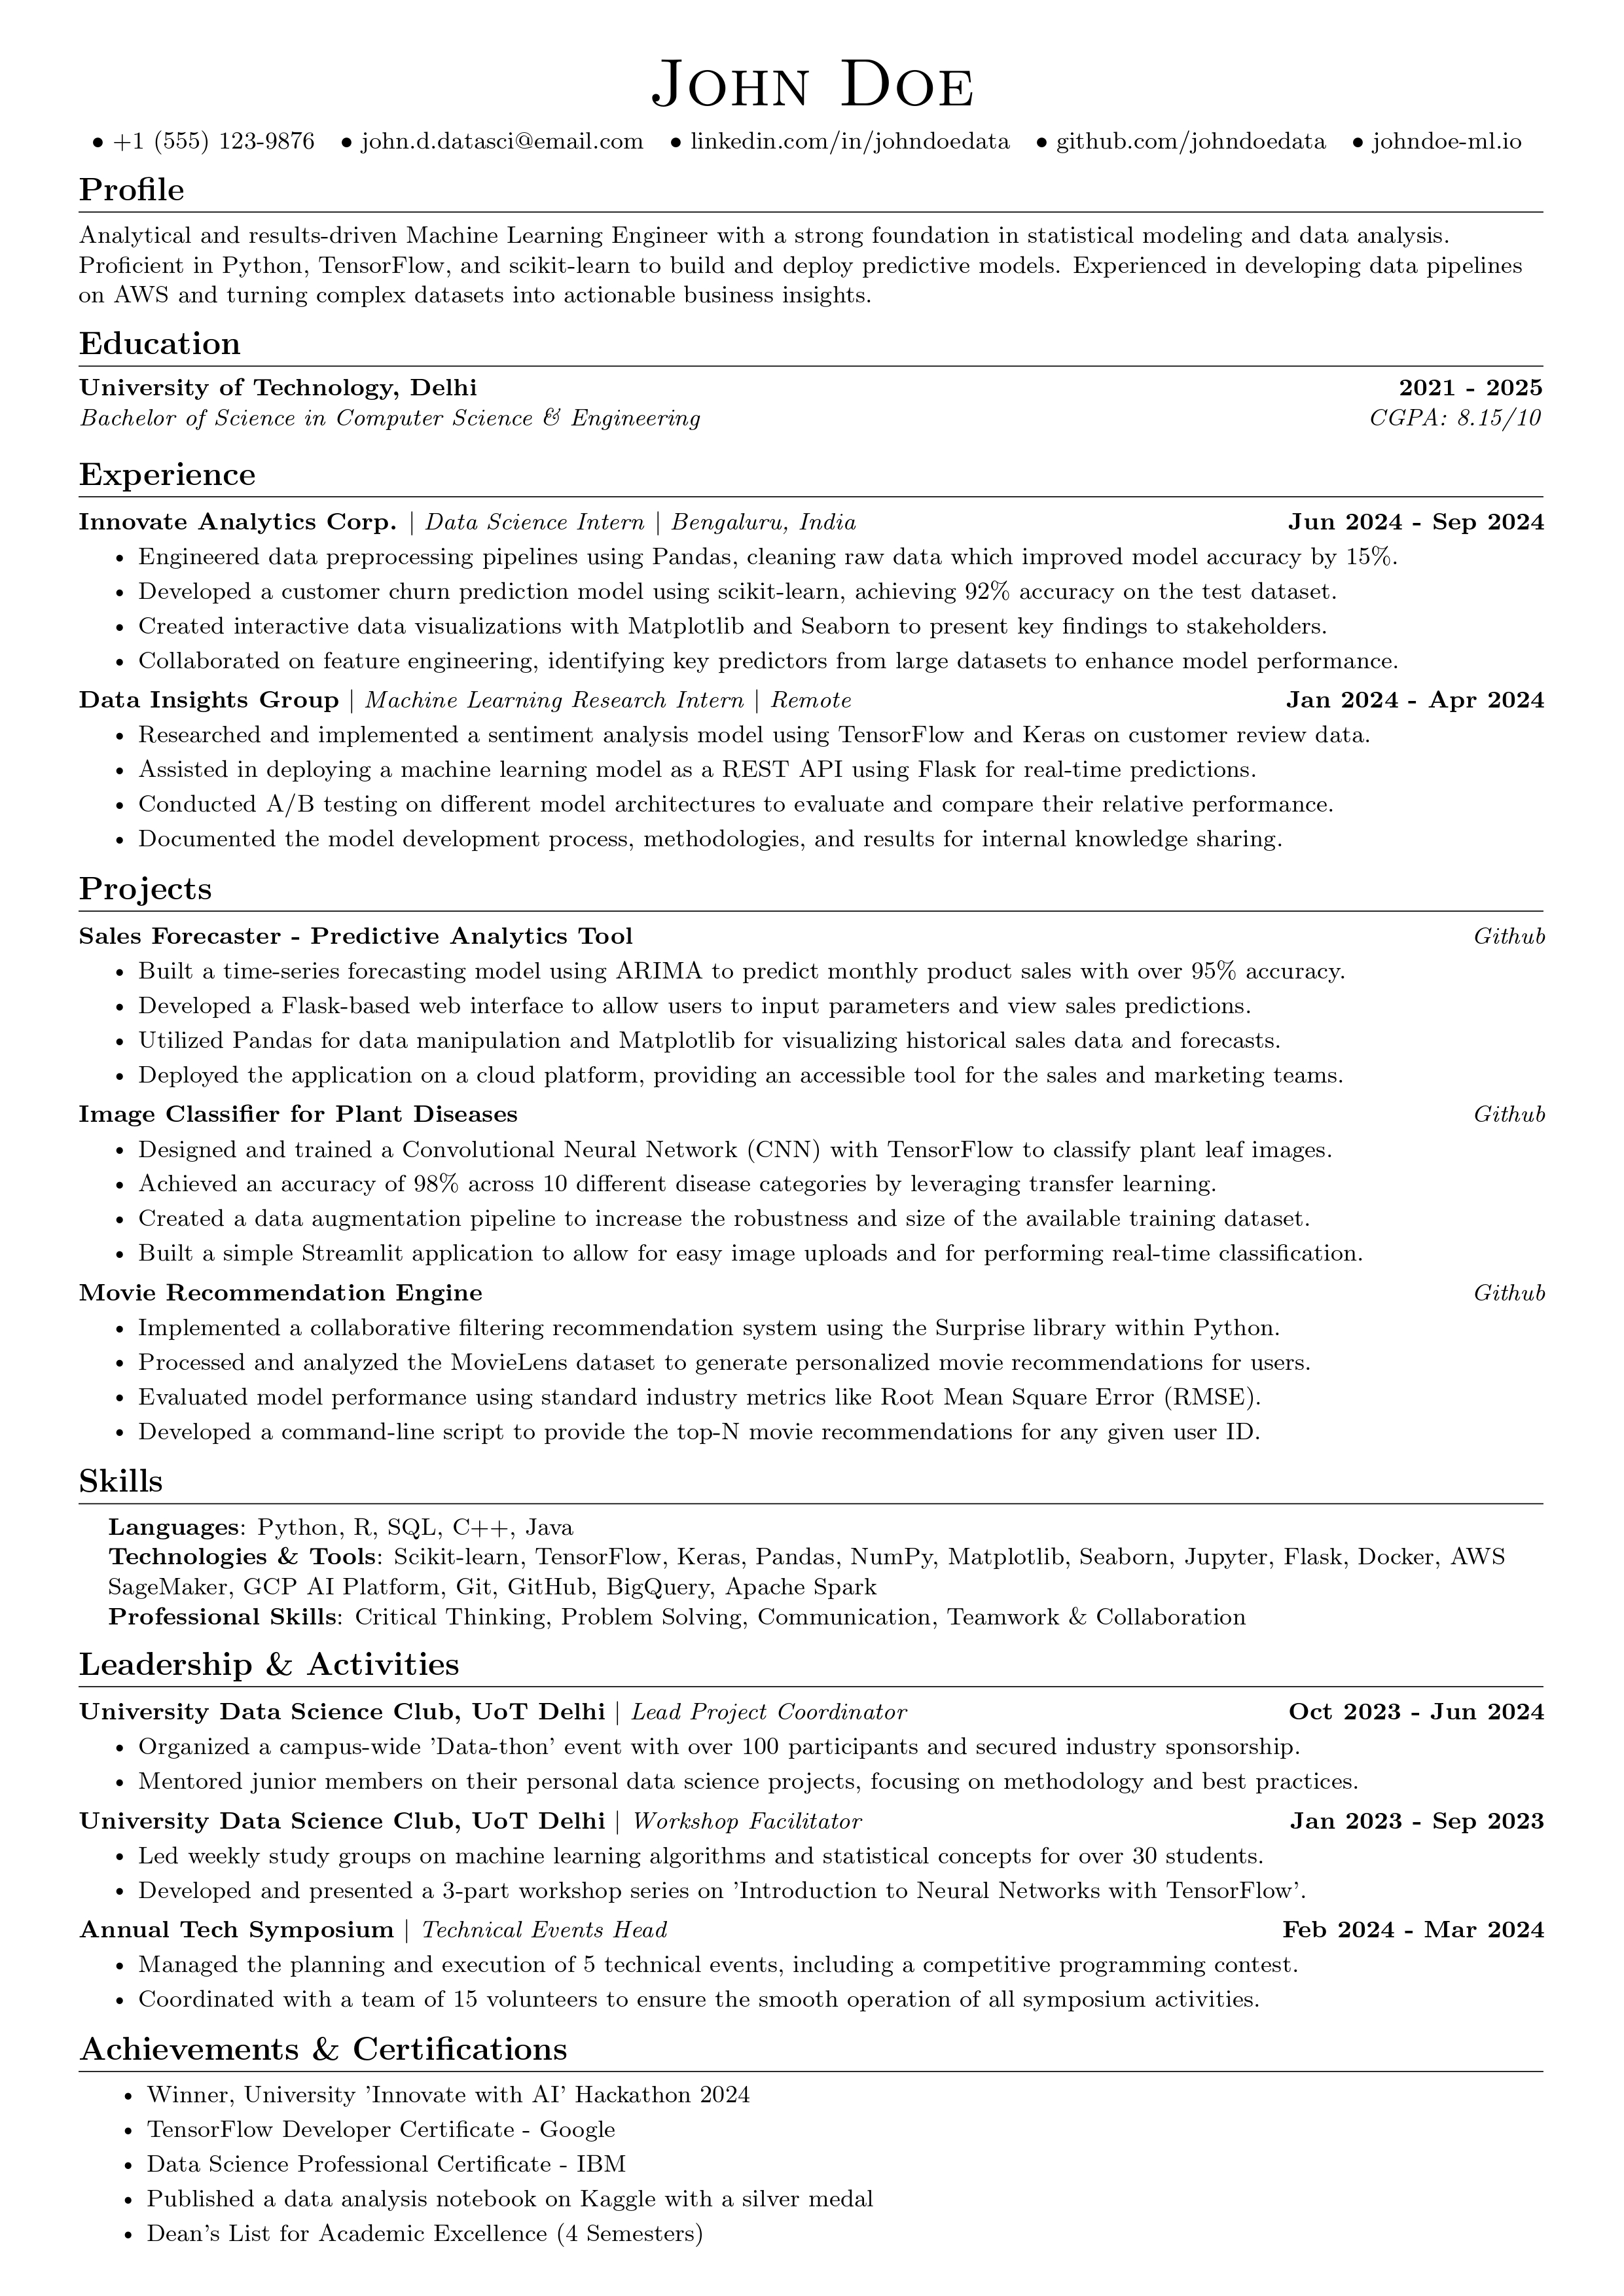 John Doe
• +1 (555) 123-9876 • john.d.datasci@email.com • linkedin.com/in/johndoedata • github.com/johndoedata • johndoe-ml.io
Profile
Analytical and results-driven Machine Learning Engineer with a strong foundation in statistical modeling and data analysis.
Proficient in Python, TensorFlow, and scikit-learn to build and deploy predictive models. Experienced in developing data pipelines
on AWS and turning complex datasets into actionable business insights.
Education
University of Technology, Delhi 2021 - 2025
Bachelor of Science in Computer Science & Engineering CGPA: 8.15/10
Experience
Innovate Analytics Corp. | Data Science Intern | Bengaluru, India Jun 2024 - Sep 2024
• Engineered data preprocessing pipelines using Pandas, cleaning raw data which improved model accuracy by 15%.
• Developed a customer churn prediction model using scikit-learn, achieving 92% accuracy on the test dataset.
• Created interactive data visualizations with Matplotlib and Seaborn to present key findings to stakeholders.
• Collaborated on feature engineering, identifying key predictors from large datasets to enhance model performance.
Data Insights Group | Machine Learning Research Intern | Remote Jan 2024 - Apr 2024
• Researched and implemented a sentiment analysis model using TensorFlow and Keras on customer review data.
• Assisted in deploying a machine learning model as a REST API using Flask for real-time predictions.
• Conducted A/B testing on different model architectures to evaluate and compare their relative performance.
• Documented the model development process, methodologies, and results for internal knowledge sharing.
Projects
Sales Forecaster - Predictive Analytics Tool Github
• Built a time-series forecasting model using ARIMA to predict monthly product sales with over 95% accuracy.
• Developed a Flask-based web interface to allow users to input parameters and view sales predictions.
• Utilized Pandas for data manipulation and Matplotlib for visualizing historical sales data and forecasts.
• Deployed the application on a cloud platform, providing an accessible tool for the sales and marketing teams.
Image Classifier for Plant Diseases Github
• Designed and trained a Convolutional Neural Network (CNN) with TensorFlow to classify plant leaf images.
• Achieved an accuracy of 98% across 10 different disease categories by leveraging transfer learning.
• Created a data augmentation pipeline to increase the robustness and size of the available training dataset.
• Built a simple Streamlit application to allow for easy image uploads and for performing real-time classification.
Movie Recommendation Engine Github
• Implemented a collaborative filtering recommendation system using the Surprise library within Python.
• Processed and analyzed the MovieLens dataset to generate personalized movie recommendations for users.
• Evaluated model performance using standard industry metrics like Root Mean Square Error (RMSE).
• Developed a command-line script to provide the top-N movie recommendations for any given user ID.
Skills
Languages: Python, R, SQL, C++, Java
Technologies & Tools: Scikit-learn, TensorFlow, Keras, Pandas, NumPy, Matplotlib, Seaborn, Jupyter, Flask, Docker, AWS
SageMaker, GCP AI Platform, Git, GitHub, BigQuery, Apache Spark
Professional Skills: Critical Thinking, Problem Solving, Communication, Teamwork & Collaboration
Leadership & Activities
University Data Science Club, UoT Delhi | Lead Project Coordinator Oct 2023 - Jun 2024
• Organized a campus-wide 'Data-thon' event with over 100 participants and secured industry sponsorship.
• Mentored junior members on their personal data science projects, focusing on methodology and best practices.
University Data Science Club, UoT Delhi | Workshop Facilitator Jan 2023 - Sep 2023
• Led weekly study groups on machine learning algorithms and statistical concepts for over 30 students.
• Developed and presented a 3-part workshop series on 'Introduction to Neural Networks with TensorFlow'.
Annual Tech Symposium | Technical Events Head Feb 2024 - Mar 2024
• Managed the planning and execution of 5 technical events, including a competitive programming contest.
• Coordinated with a team of 15 volunteers to ensure the smooth operation of all symposium activities.
Achievements & Certifications
• Winner, University 'Innovate with AI' Hackathon 2024
• TensorFlow Developer Certificate - Google
• Data Science Professional Certificate - IBM
• Published a data analysis notebook on Kaggle with a silver medal
• Dean's List for Academic Excellence (4 Semesters)